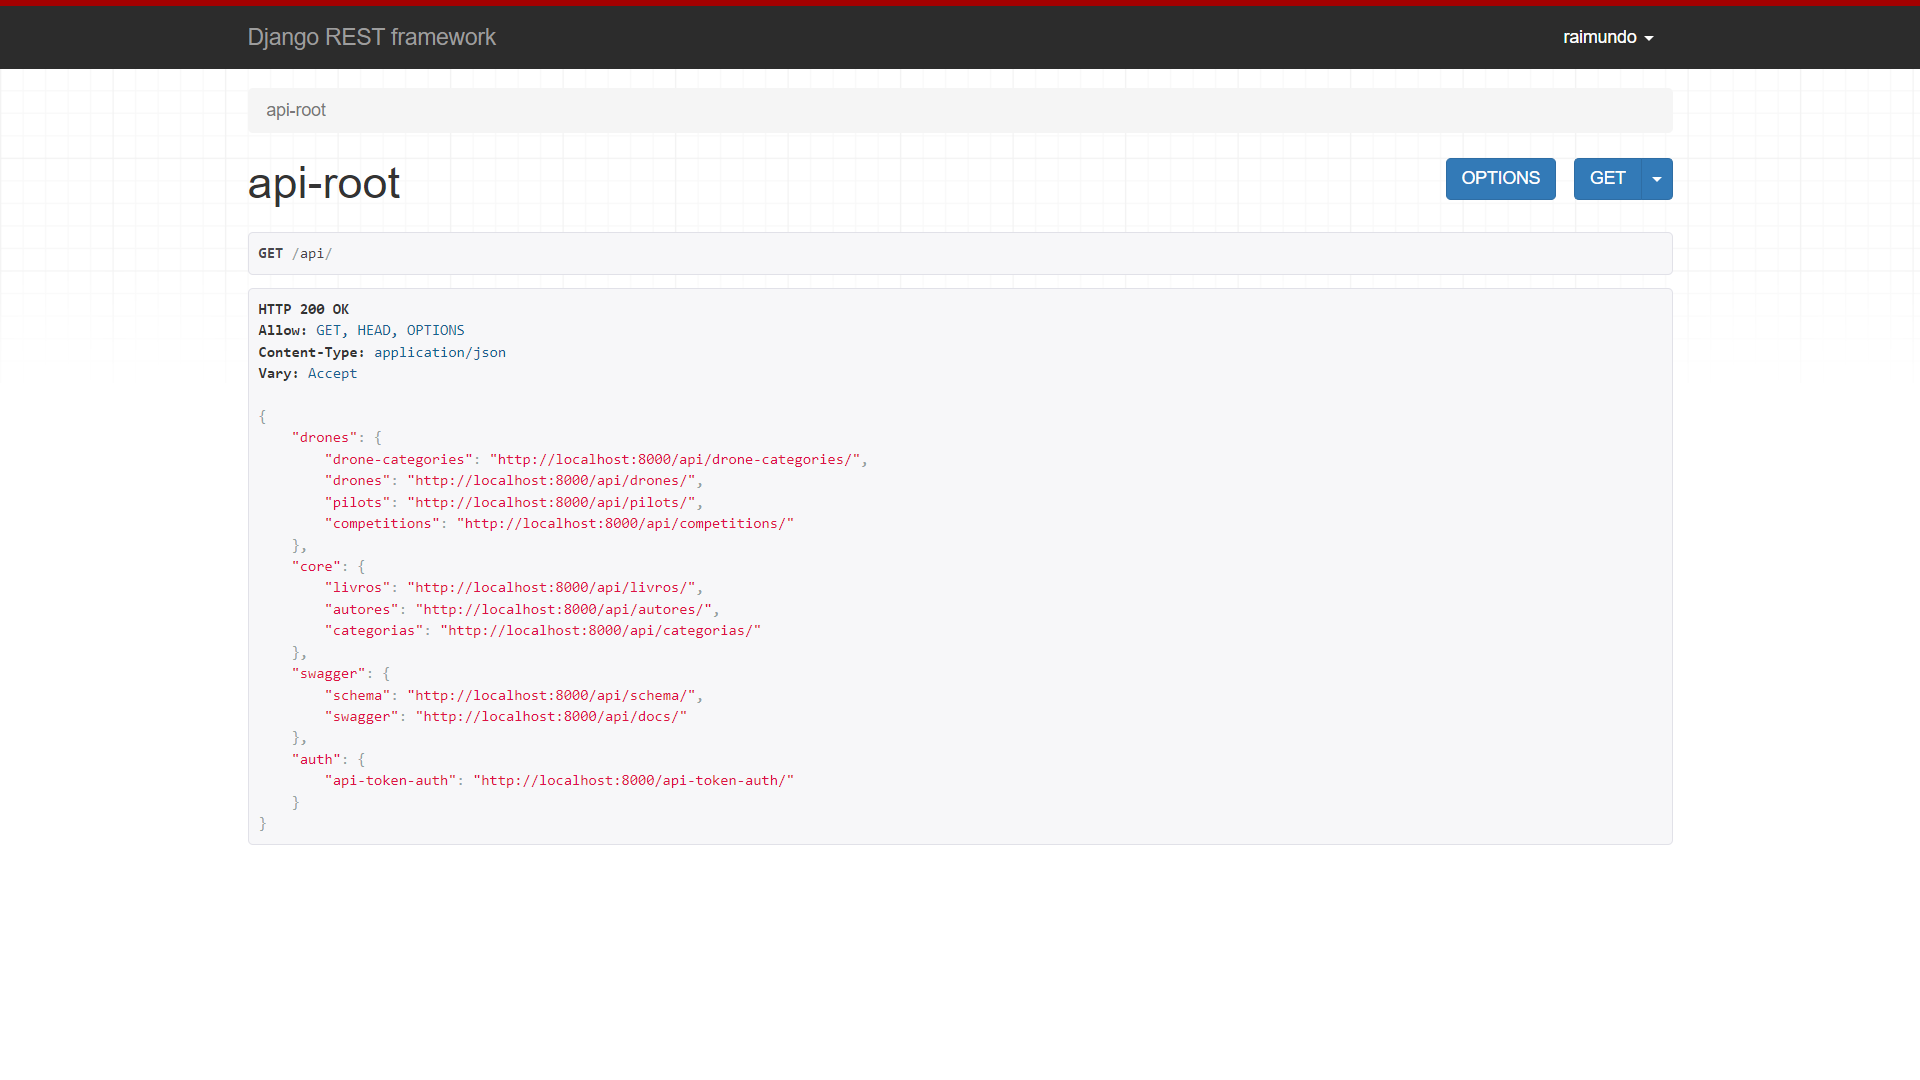 Django REST framework
raimundo
api-root
api-root
OPTIONS
GET
GET /api/
HTTP 200 OK
Allow: GET, HEAD, OPTIONS
Content-Type: application/json
Vary: Accept
{
    "drones": {
        "drone-categories": "http://localhost:8000/api/drone-categories/",
        "drones": "http://localhost:8000/api/drones/",
        "pilots": "http://localhost:8000/api/pilots/",
        "competitions": "http://localhost:8000/api/competitions/"
    },
    "core": {
        "livros": "http://localhost:8000/api/livros/",
        "autores": "http://localhost:8000/api/autores/",
        "categorias": "http://localhost:8000/api/categorias/"
    },
    "swagger": {
        "schema": "http://localhost:8000/api/schema/",
        "swagger": "http://localhost:8000/api/docs/"
    },
    "auth": {
        "api-token-auth": "http://localhost:8000/api-token-auth/"
    }
}